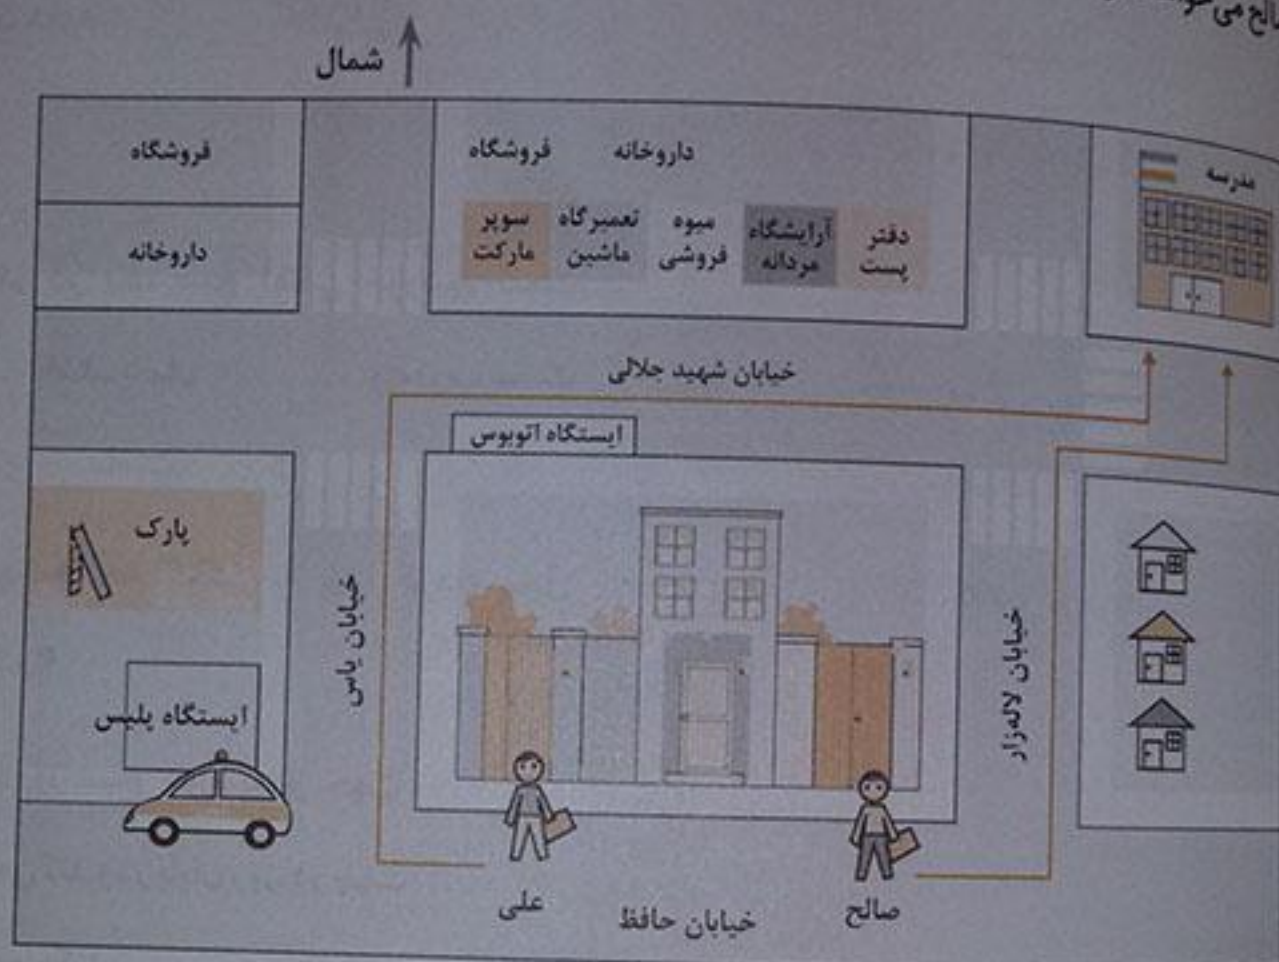 شمال
فروشگاه
داروخانه
داروخانه
فروشگاه
دفتر
پست
آرایشگاه
مردانه
میوه
فروشی
تعمیرگاه
ماشین
سوپر
مارکت
مدرسه
خیابان شهید جلالی
ایستگاه اتوبوس
پارک
ایستگاه پلیس
خیابان یاس
خیابان لاله‌زار
علی
صالح
خیابان حافظ